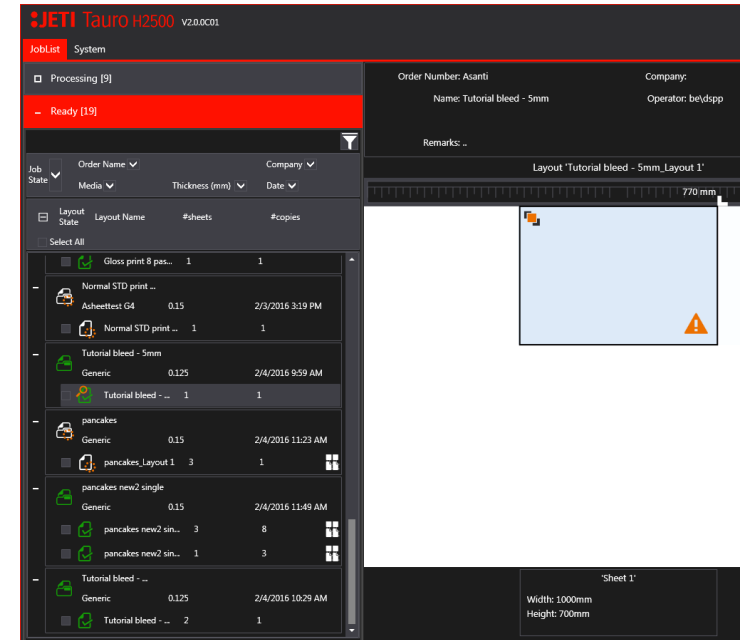 JETI Tauro H2500 V2.0.0C01
JobList System
Processing [9]
Ready [19]
Job State
Order Name
Company
Media
Thickness (mm)
Date
Layout State
Layout Name
#sheets
#copies
Select All
Gloss print 8 pas... 1 1
Normal STD print ...
Asheettest G4 0.15 2/3/2016 3:19 PM
Normal STD print ... 1 1
Tutorial bleed - 5mm
Generic 0.125 2/4/2016 9:59 AM
Tutorial bleed - ... 1 1
pancakes
Generic 0.15 2/4/2016 11:23 AM
pancakes_Layout 1 3 1
pancakes new2 single
Generic 0.15 2/4/2016 11:49 AM
pancakes new2 sin... 3 8
pancakes new2 sin... 1 3
Tutorial bleed - ...
Generic 0.125 2/4/2016 10:29 AM
Tutorial bleed - ... 2 1
Order Number: Asanti
Company:
Name: Tutorial bleed - 5mm
Operator: be\dspp
Remarks: ..
Layout 'Tutorial bleed - 5mm_Layout 1'
770 mm
'Sheet 1'
Width: 1000mm
Height: 700mm